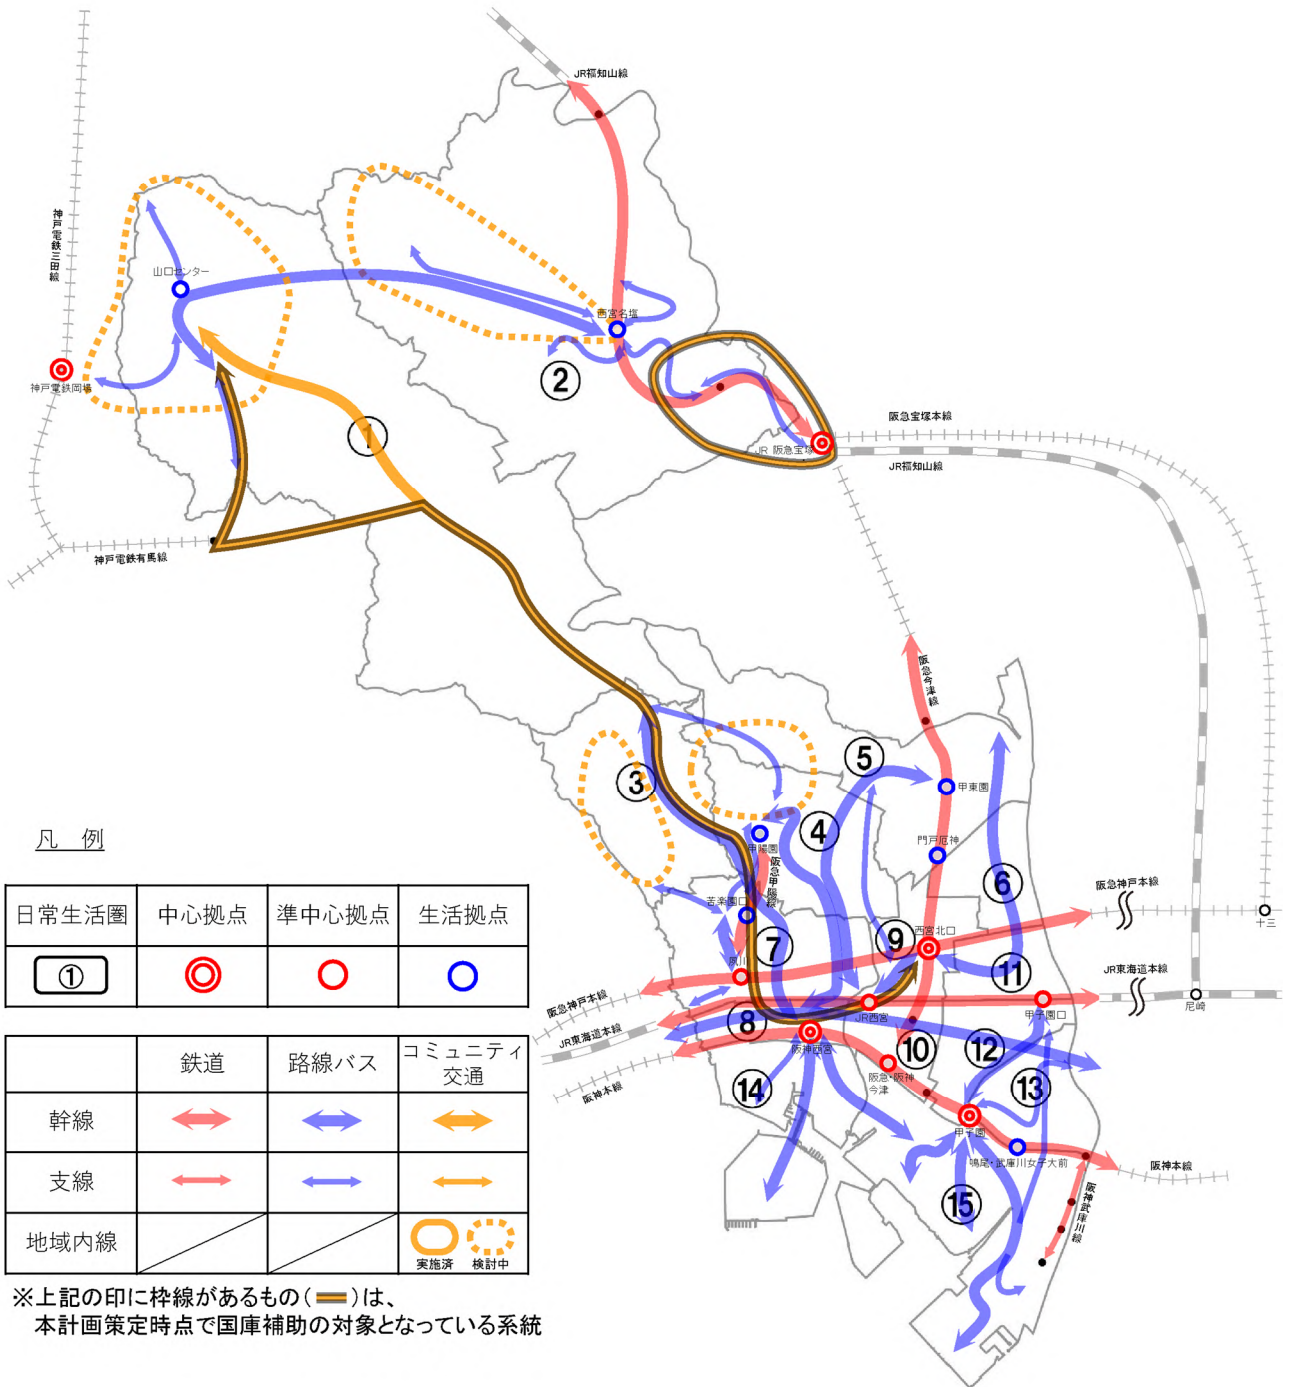 JR福知山線
神戸電鉄三田線
山口センター
西宮名塩
②
神戸電鉄岡場
①
阪急宝塚本線
JR 阪急宝塚
JR福知山線
神戸電鉄有馬線
阪急今津線
⑤
③
甲東園
④
甲陽園
門戸厄神
阪急甲陽線
⑥
阪急神戸本線
苦楽園口
十三
⑦
⑨
西宮北口
夙川
⑪
JR東海道本線
阪急神戸本線
JR西宮
甲子園口
尼崎
⑧
JR東海道本線
阪神西宮
⑩
⑫
阪神本線
⑭
阪急・阪神
今津
⑬
甲子園
鳴尾・武庫川女子大前
阪神本線
⑮
阪神武庫川線
凡 例
日常生活圏 中心拠点 準中心拠点 生活拠点
①
鉄道 路線バス コミュニティ
交通
幹線
支線
地域内線
実施済 検討中
※上記の印に枠線があるもの( )は、
本計画策定時点で国庫補助の対象となっている系統